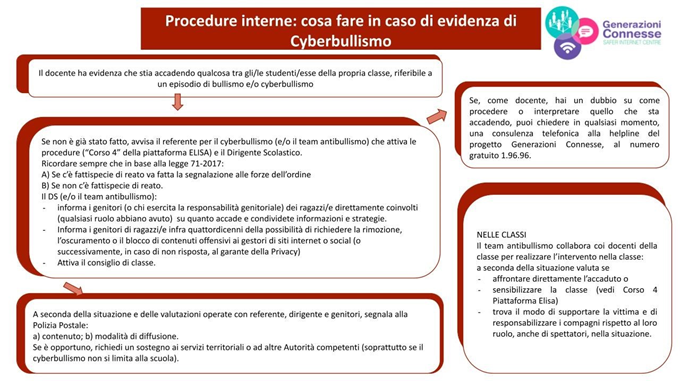 Procedure interne: cosa fare in caso di evidenza di
Cyberbullismo
Generazioni
Connesse
SAFER INTERNET CENTRE
Il docente ha evidenza che stia accadendo qualcosa tra gli/le studenti/esse della propria classe, riferibile a
un episodio di bullismo e/o cyberbullismo
Se, come docente, hai un dubbio su come
procedere o interpretare quello che sta
accadendo, puoi chiedere in qualsiasi momento,
una consulenza telefonica alla helpline del
progetto Generazioni Connesse, al numero
gratuito 1.96.96.
Se non è già stato fatto, avvisa il referente per il cyberbullismo (e/o il team antibullismo) che attiva le
procedure ("Corso 4" della piattaforma ELISA) e il Dirigente Scolastico.
Ricordare sempre che in base alla legge 71-2017:
A) Se c'è fattispecie di reato va fatta la segnalazione alle forze dell'ordine
B) Se non c'è fattispecie di reato.
Il DS (e/o il team antibullismo):
- informa i genitori (o chi esercita la responsabilità genitoriale) dei ragazzi/e direttamente coinvolti
(qualsiasi ruolo abbiano avuto) su quanto accade e condividete informazioni e strategie.
- Informa i genitori di ragazzi/e infra quattordicenni della possibilità di richiedere la rimozione,
l'oscuramento o il blocco di contenuti offensivi ai gestori di siti internet o social (o
successivamente, in caso di non risposta, al garante della Privacy)
- Attiva il consiglio di classe.
NELLE CLASSI
Il team antibullismo collabora coi docenti della
classe per realizzare l'intervento nella classe:
a seconda della situazione valuta se
- affrontare direttamente l'accaduto o
- sensibilizzare la classe (vedi Corso 4
Piattaforma Elisa)
- trova il modo di supportare la vittima e di
responsabilizzare i compagni rispetto al loro
ruolo, anche di spettatori, nella situazione.
A seconda della situazione e delle valutazioni operate con referente, dirigente e genitori, segnala alla
Polizia Postale:
a) contenuto; b) modalità di diffusione.
Se è opportuno, richiedi un sostegno ai servizi territoriali o ad altre Autorità competenti (soprattutto se il
cyberbullismo non si limita alla scuola).